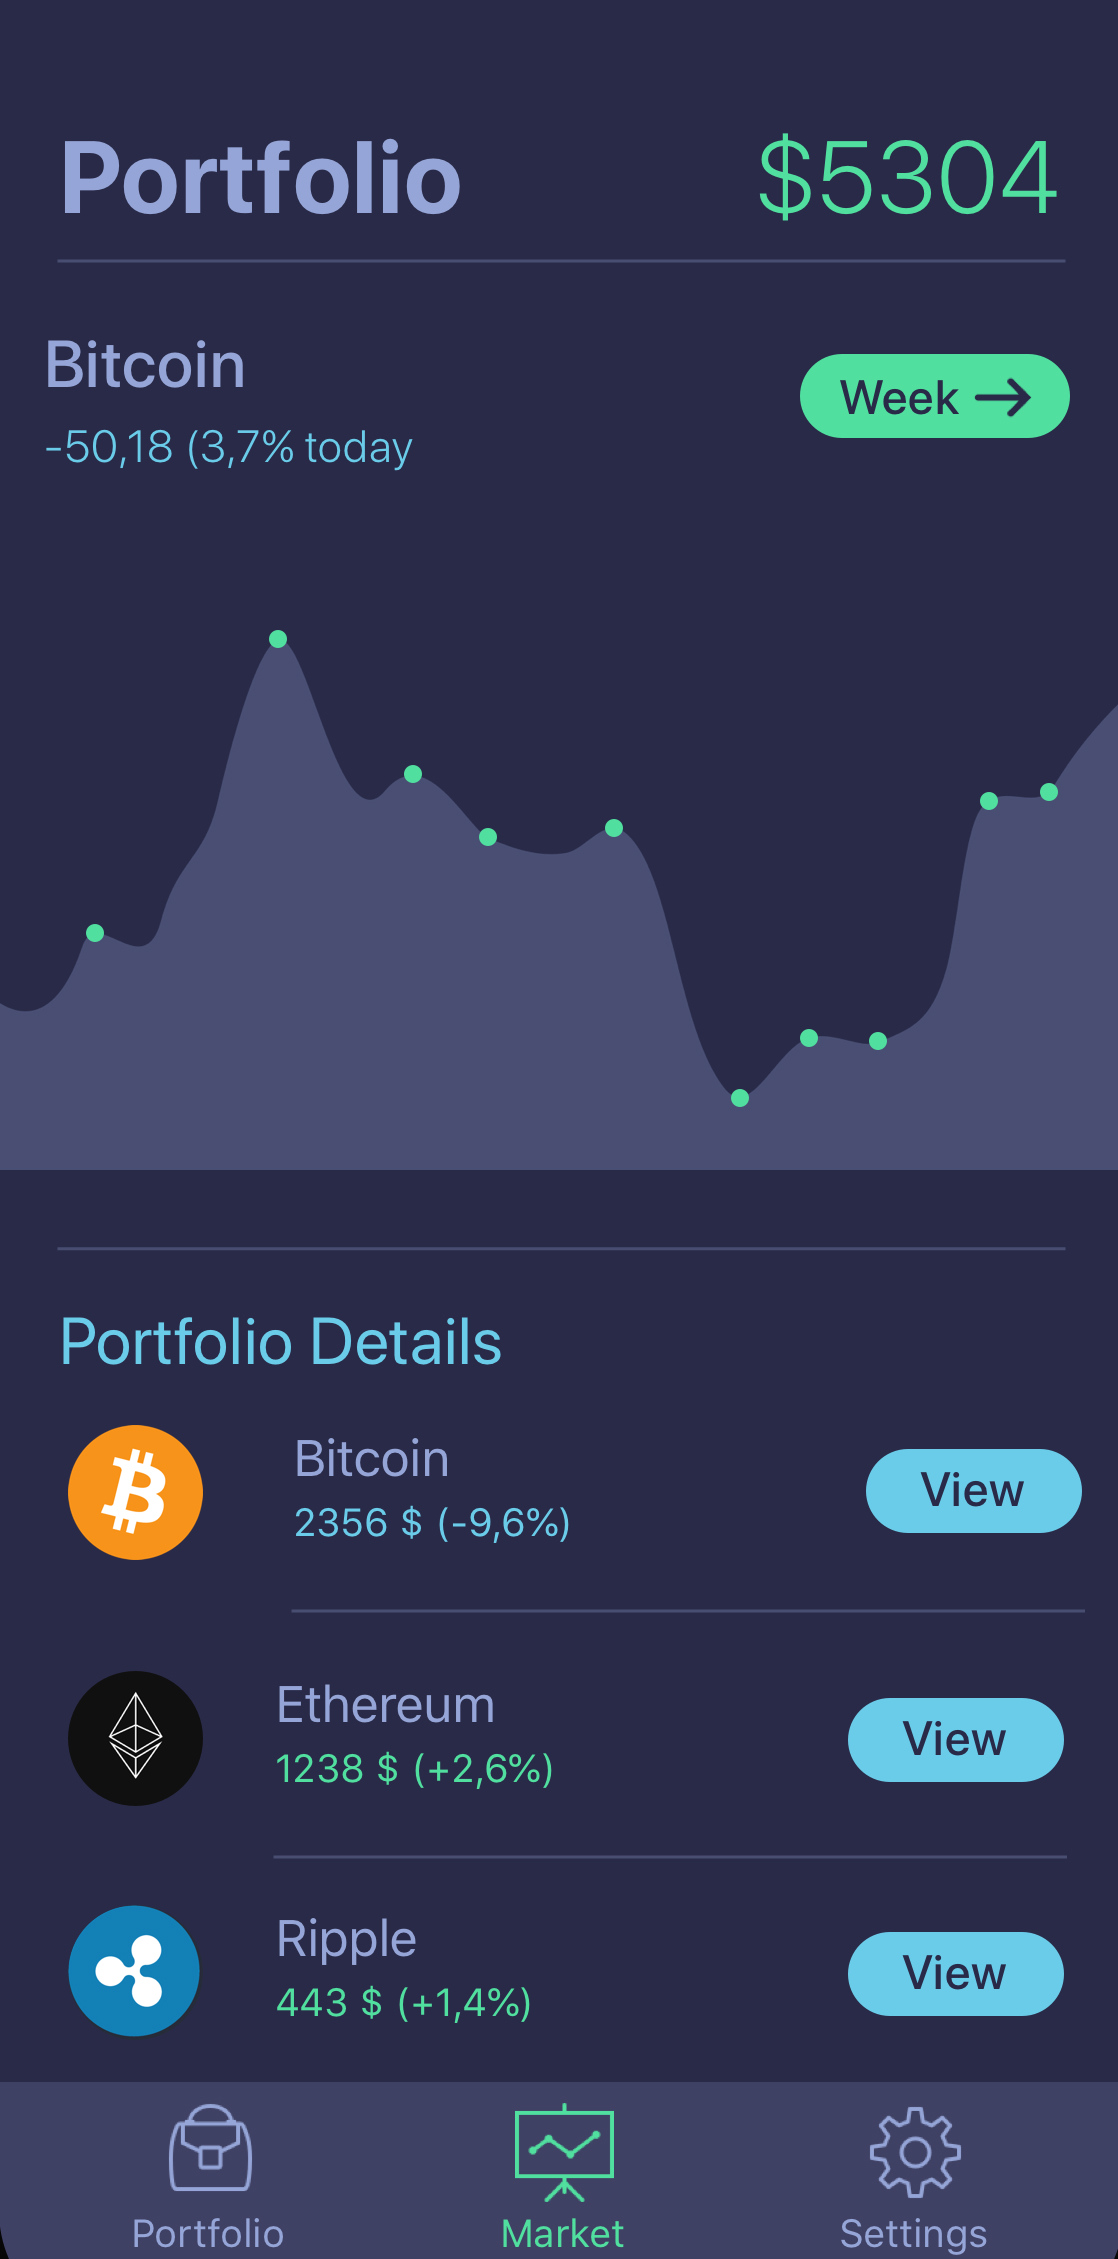 Portfolio
$5304
Bitcoin
Week
-50,18 (3,7% today
Portfolio Details
Bitcoin
2356 $ (-9,6%)
View
Ethereum
1238 $ (+2,6%)
View
Ripple
443 $ (+1,4%)
View
Portfolio
Market
Settings